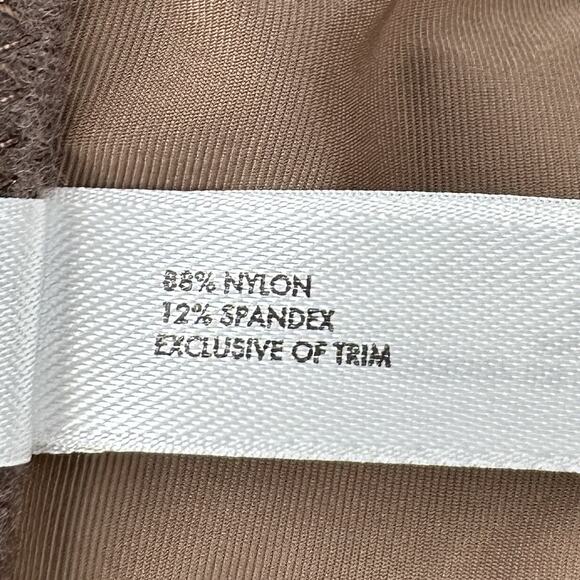 88% NYLON
12% SPANDEX
EXCLUSIVE OF TRIM